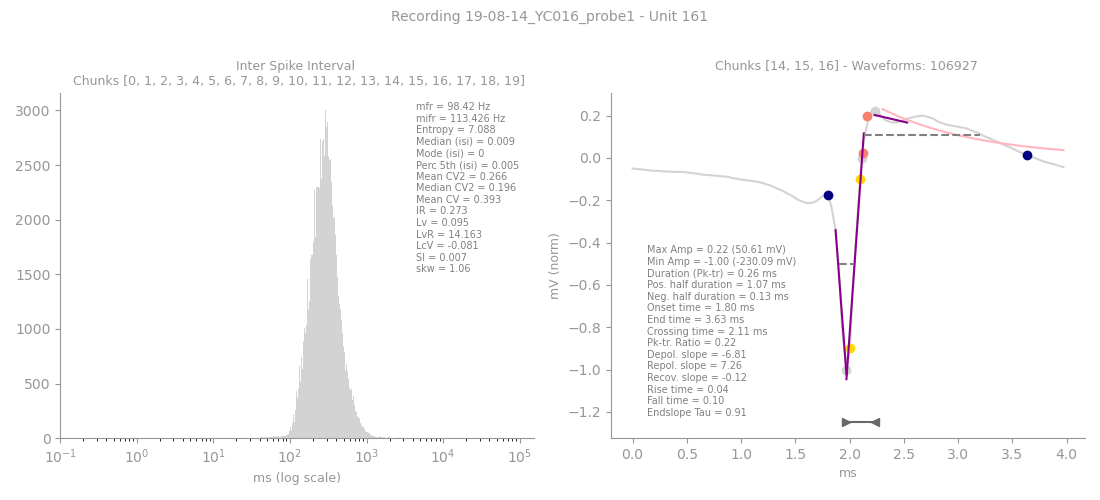 Recording 19-08-14_YC016_probe1 - Unit 161
Inter Spike Interval
Chunks [0, 1, 2, 3, 4, 5, 6, 7, 8, 9, 10, 11, 12, 13, 14, 15, 16, 17, 18, 19]
3000
2500
2000
1500
1000
500
0
mfr = 98.42 Hz
mifr = 113.426 Hz
Entropy = 7.088
Median (isi) = 0.009
Mode (isi) = 0
Perc 5th (isi) = 0.005
Mean CV2 = 0.266
Median CV2 = 0.196
Mean CV = 0.393
IR = 0.273
Lv = 0.095
LvR = 14.163
LcV = -0.081
SI = 0.007
skw = 1.06
10⁻¹ 10⁰ 10¹ 10² 10³ 10⁴ 10⁵
ms (log scale)
Chunks [14, 15, 16] - Waveforms: 106927
mV (norm)
0.2
0.0
−0.2
−0.4
−0.6
−0.8
−1.0
−1.2
Max Amp = 0.22 (50.61 mV)
Min Amp = -1.00 (-230.09 mV)
Duration (Pk-tr) = 0.26 ms
Pos. half duration = 1.07 ms
Neg. half duration = 0.13 ms
Onset time = 1.80 ms
End time = 3.63 ms
Crossing time = 2.11 ms
Pk-tr. Ratio = 0.22
Depol. slope = -6.81
Repol. slope = 7.26
Recov. slope = -0.12
Rise time = 0.04
Fall time = 0.10
Endslope Tau = 0.91
0.0 0.5 1.0 1.5 2.0 2.5 3.0 3.5 4.0
ms